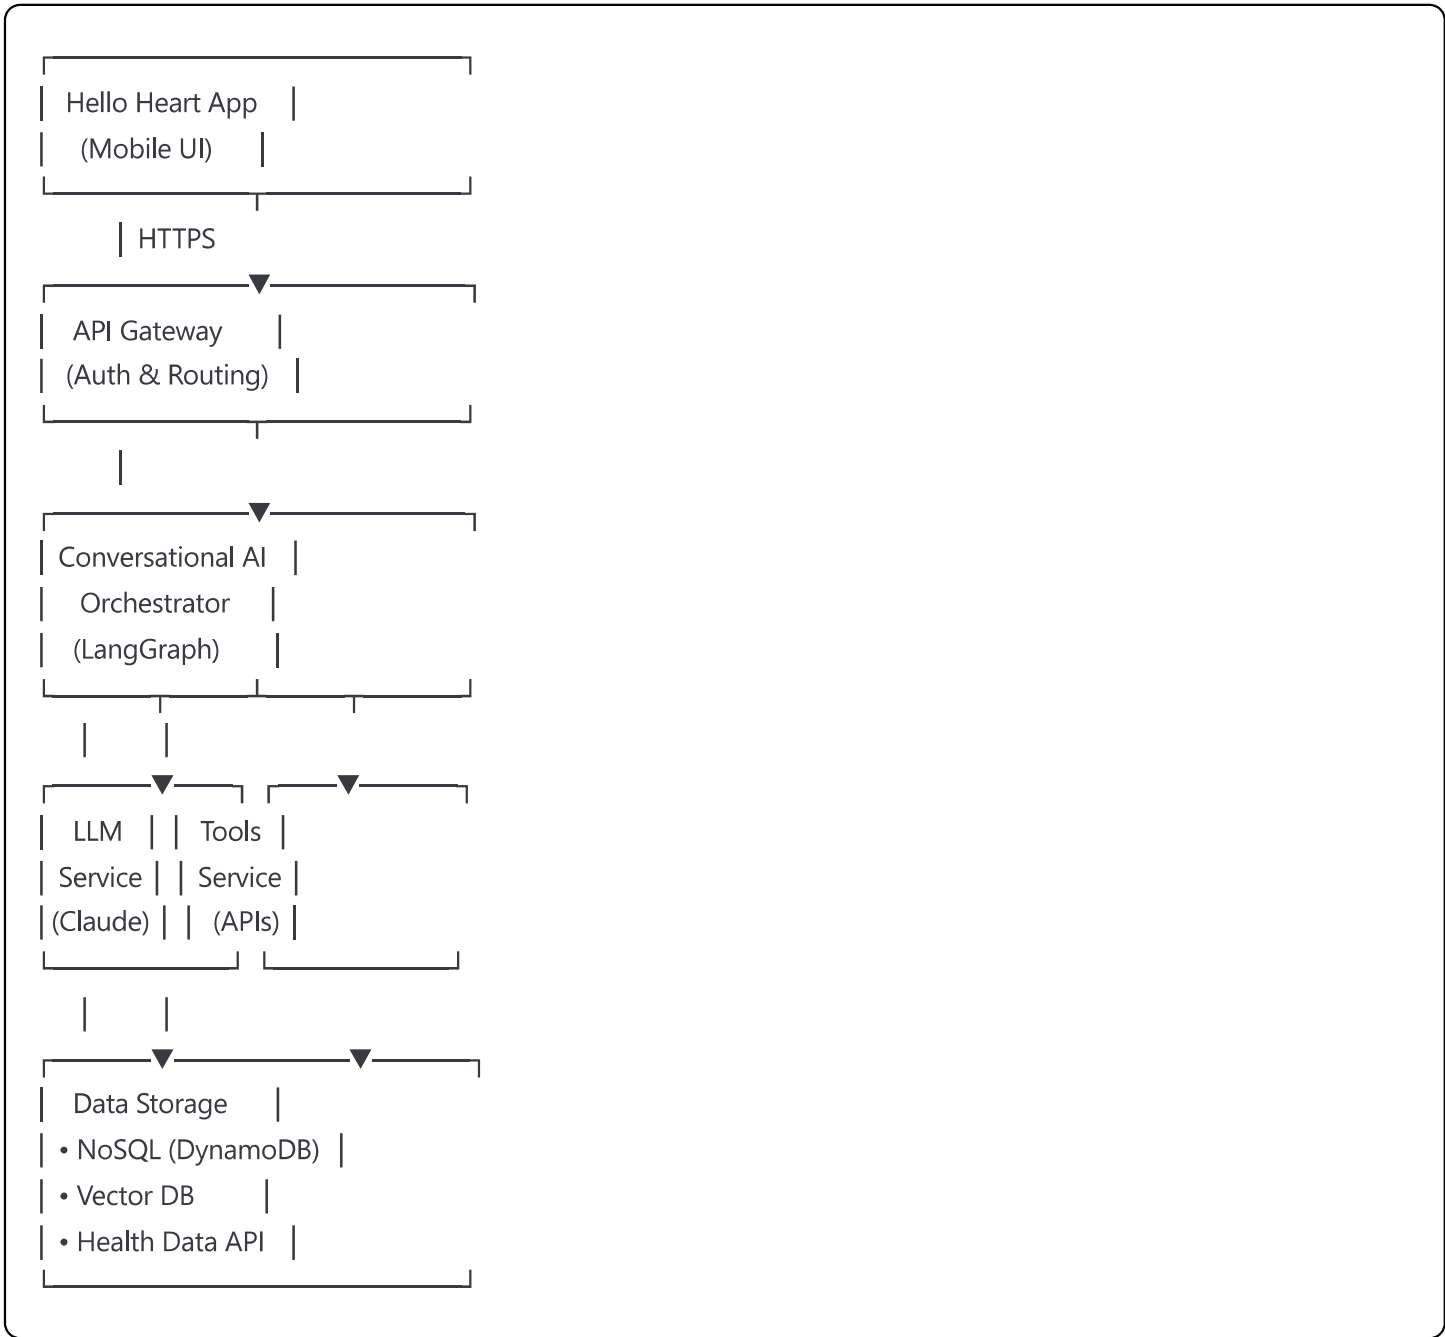 Hello Heart App
(Mobile UI)
HTTPS
API Gateway
(Auth & Routing)
Conversational AI
Orchestrator
(LangGraph)
LLM Tools
Service Service
(Claude) (APIs)
Data Storage
• NoSQL (DynamoDB)
• Vector DB
• Health Data API